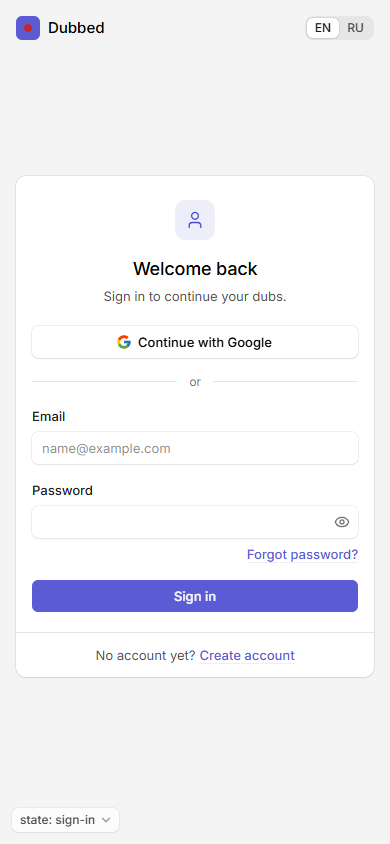 Dubbed
EN RU
Welcome back
Sign in to continue your dubs.
Continue with Google
or
Email
name@example.com
Password
Forgot password?
Sign in
No account yet? Create account
state: sign-in